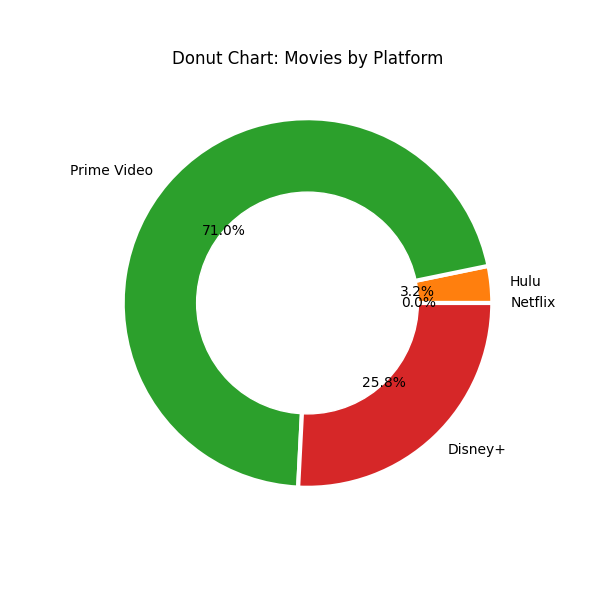 Donut Chart: Movies by Platform
Prime Video
71.0%
Hulu
3.2%
0.0%
Netflix
25.8%
Disney+